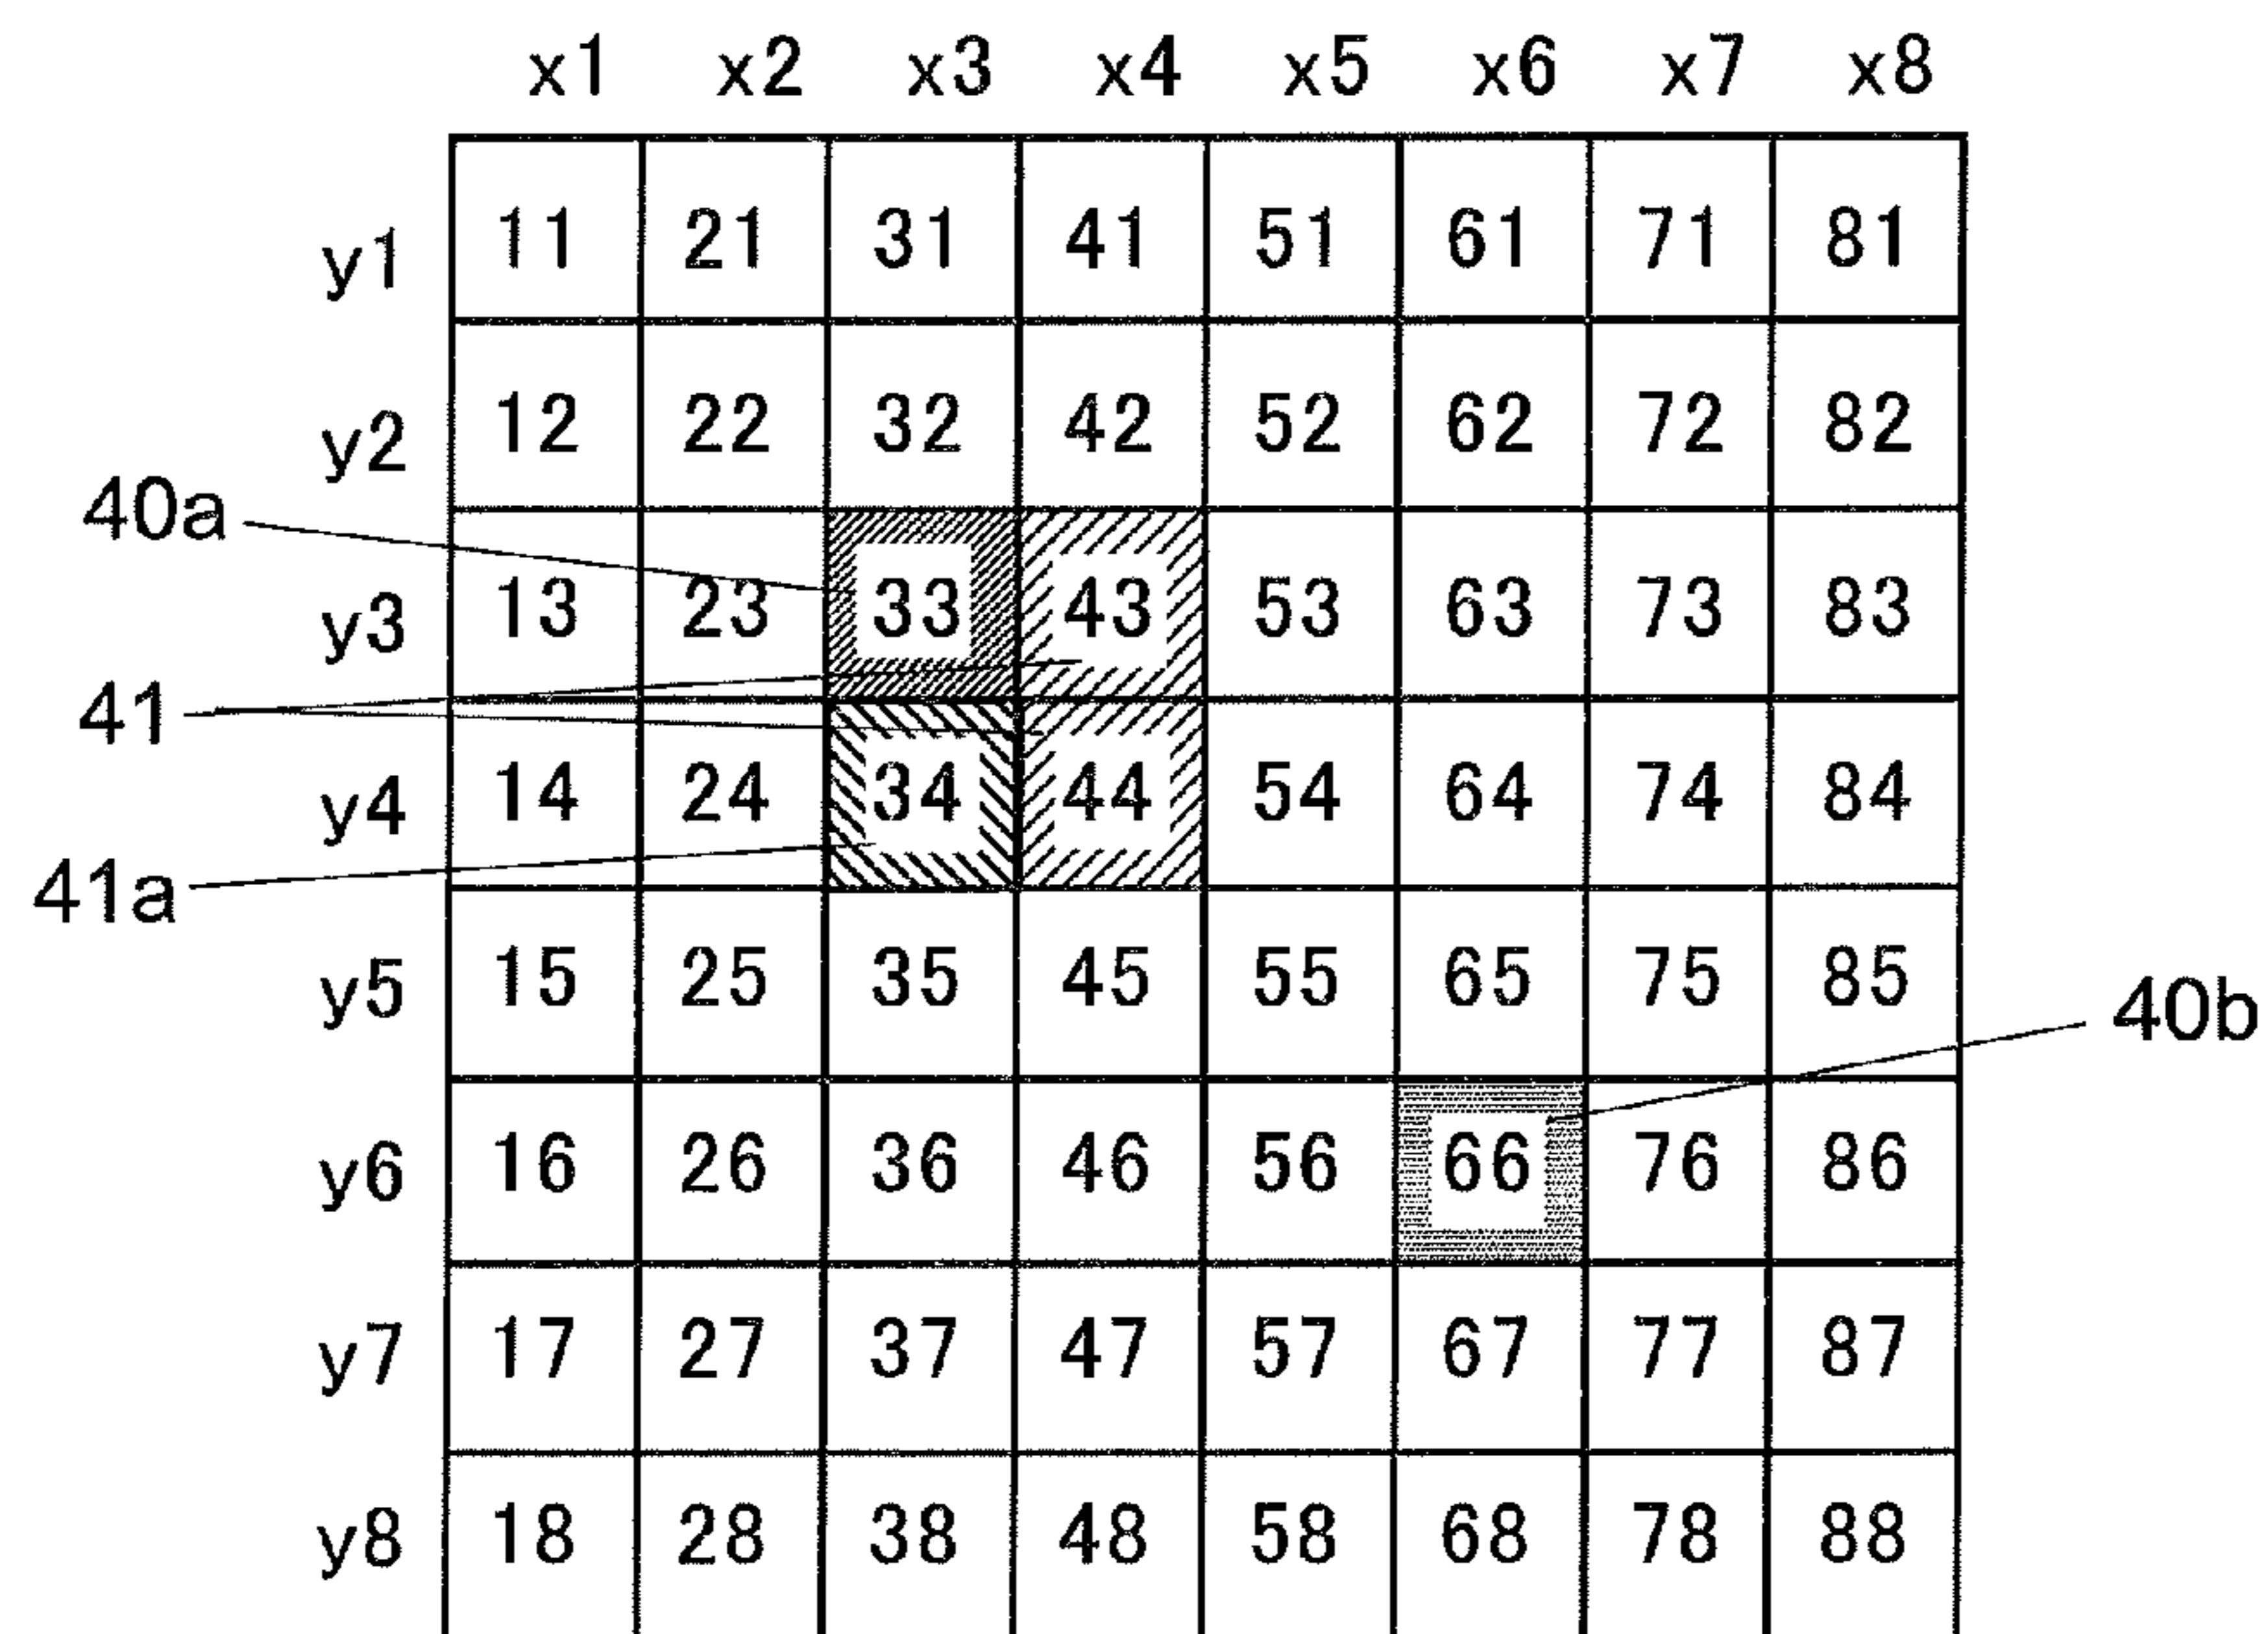 x1 x2 x3 x4 x5 x6 x7 x8
y1 11 21 31 41 51 61 71 81
y2 12 22 32 42 52 62 72 82
40a
y3 13 23 33 43 53 63 73 83
41
y4 14 24 34 44 54 64 74 84
41a
y5 15 25 35 45 55 65 75 85
40b
y6 16 26 36 46 56 66 76 86
y7 17 27 37 47 57 67 77 87
y8 18 28 38 48 58 68 78 88